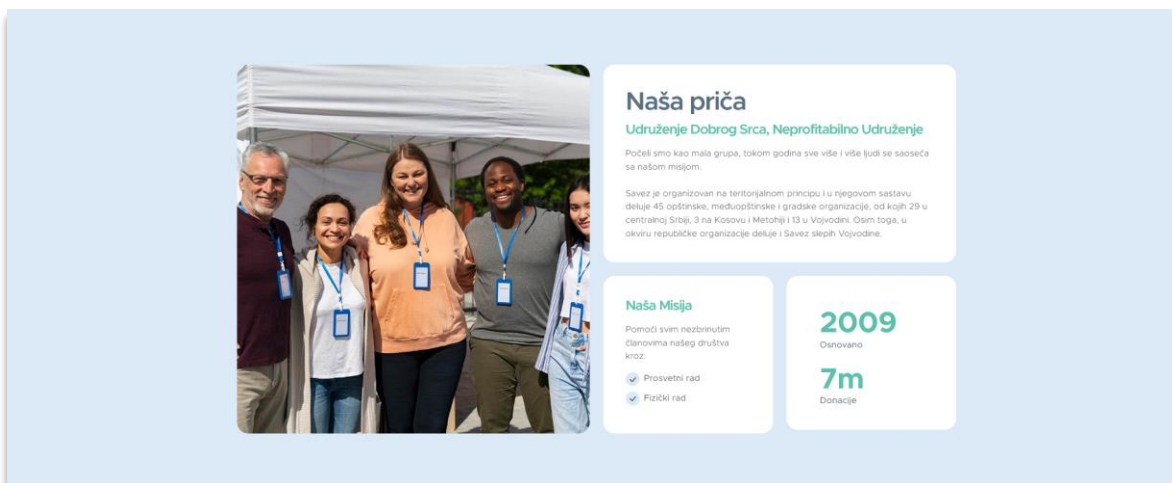 Naša priča
Udruženje Dobrog Srca, Neprofitabilno Udruženje
Počeli smo kao mala grupa, tokom godina sve više i više ljudi se saoseća
sa našom misijom.
Savez je organizovan na teritorijalnom principu i u njegovom sastavu
deluje 45 opštinske, međuopštinske i gradske organizacije, od kojih 29 u
centralnoj Srbiji, 3 na Kosovu i Metohiji i 13 u Vojvodini. Osim toga, u
okviru republičke organizacije deluje i Savez slepih Vojvodine.
Naša Misija
Pomoći svim nezbrinutim
članovima našeg društva
kroz:
Prosvetni rad
Fizički rad
2009
Osnovano
7m
Donacije